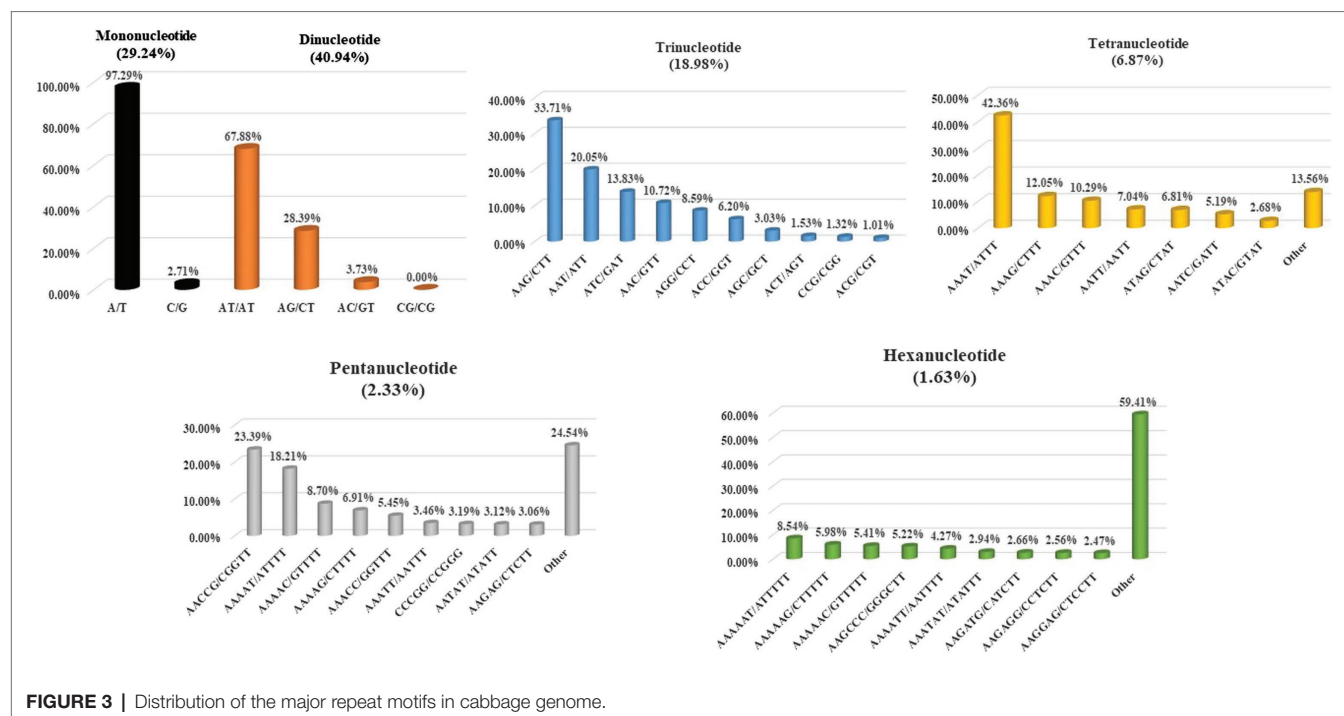 Mononucleotide
(29.24%)
Dinucleotide
(40.94%)
100.00%
80.00%
60.00%
40.00%
20.00%
0.00%
97.29%
2.71%
67.88%
28.39%
3.73%
0.00%
A/T
C/G
AT/AT
AG/CT
AC/GT
CG/CG
Trinucleotide
(18.98%)
40.00%
30.00%
20.00%
10.00%
0.00%
33.71%
20.05%
13.83%
10.72%
8.59%
6.20%
3.03%
1.53%
1.32%
1.01%
AAG/CTT
AAT/ATT
ATC/GAT
AAC/GTT
AGG/CCT
ACC/GGT
AGC/GCT
ACT/AGT
CCG/CGG
ACG/CGT
Tetranucleotide
(6.87%)
50.00%
40.00%
30.00%
20.00%
10.00%
0.00%
42.36%
12.05%
10.29%
7.04%
6.81%
5.19%
2.68%
13.56%
AAAT/ATTT
AAAG/CTTT
AAAC/GTTT
AATT/AATT
ATAG/CTAT
AATC/GATT
ATAC/GTAT
Other
Pentanucleotide
(2.33%)
30.00%
20.00%
10.00%
0.00%
23.39%
18.21%
8.70%
6.91%
5.45%
3.46%
3.19%
3.12%
3.06%
24.54%
AACCG/CGGTT
AAAAT/ATTTT
AAAAC/GTTTT
AAAAG/CTTTT
AAACC/GGTTT
AAATT/AATTT
CCCGG/CCGGG
AATAT/ATATT
AAGAG/CTCTT
Other
Hexanucleotide
(1.63%)
60.00%
50.00%
40.00%
30.00%
20.00%
10.00%
0.00%
8.54%
5.98%
5.41%
5.22%
4.27%
2.94%
2.66%
2.56%
2.47%
59.41%
AAAAAT/ATTTTT
AAAAAG/CTTTTT
AAAAAC/GTTTTT
AAGCCC/GGGCTT
AAAATT/AATTTT
AAATAT/ATATTT
AAGATG/CATCTT
AAGAGG/CCTCTT
AAGGAG/CTCCTT
Other
FIGURE 3 | Distribution of the major repeat motifs in cabbage genome.